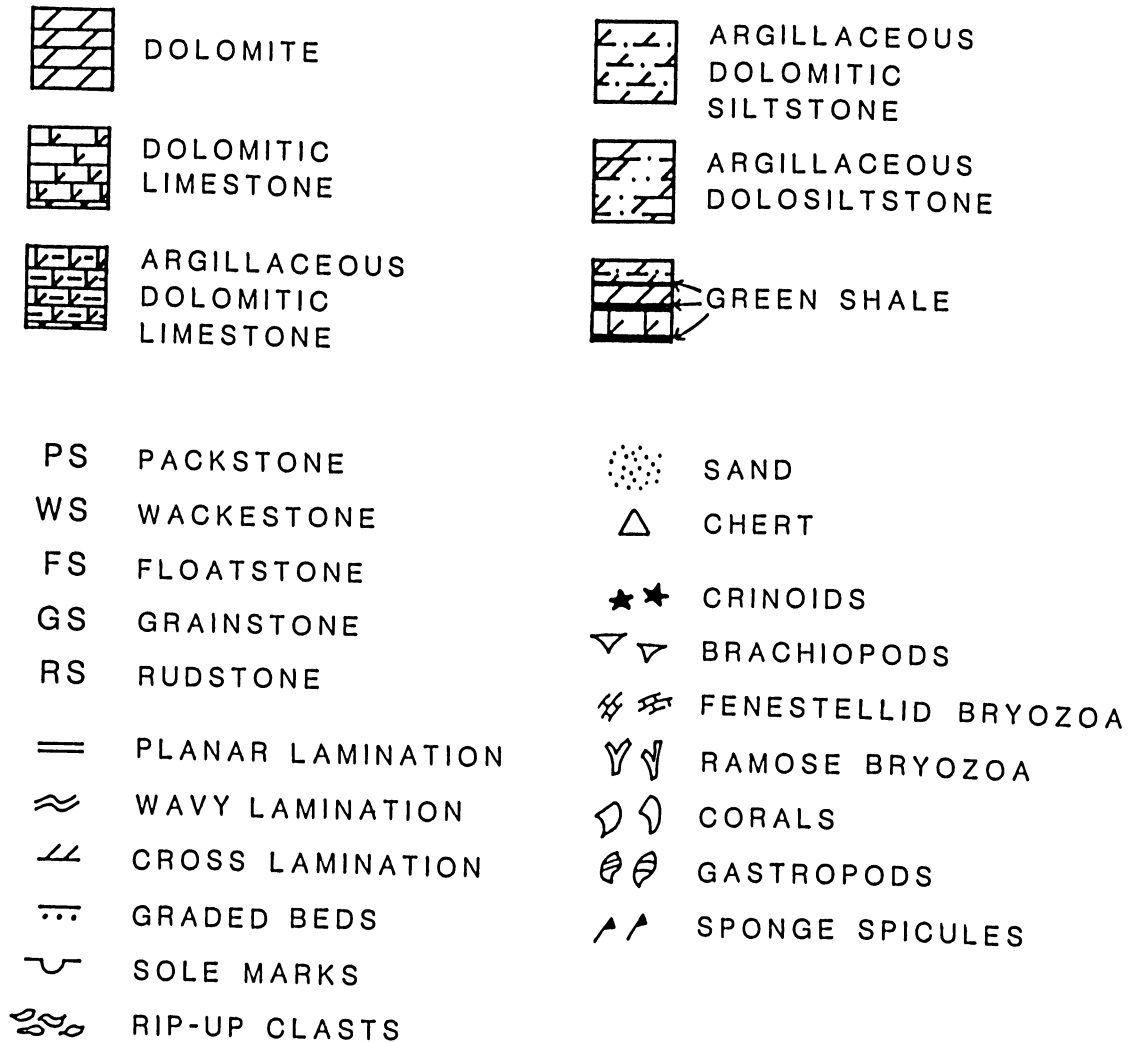 DOLOMITE
DOLOMITIC
LIMESTONE
ARGILLACEOUS
DOLOMITIC
LIMESTONE
ARGILLACEOUS
DOLOMITIC
SILTSTONE
ARGILLACEOUS
DOLOSILTSTONE
GREEN SHALE
PS PACKSTONE
WS WACKESTONE
FS FLOATSTONE
GS GRAINSTONE
RS RUDSTONE
PLANAR LAMINATION
WAVY LAMINATION
CROSS LAMINATION
GRADED BEDS
SOLE MARKS
RIP-UP CLASTS
SAND
CHERT
CRINOIDS
BRACHIOPODS
FENESTELLID BRYOZOA
RAMOSE BRYOZOA
CORALS
GASTROPODS
SPONGE SPICULES